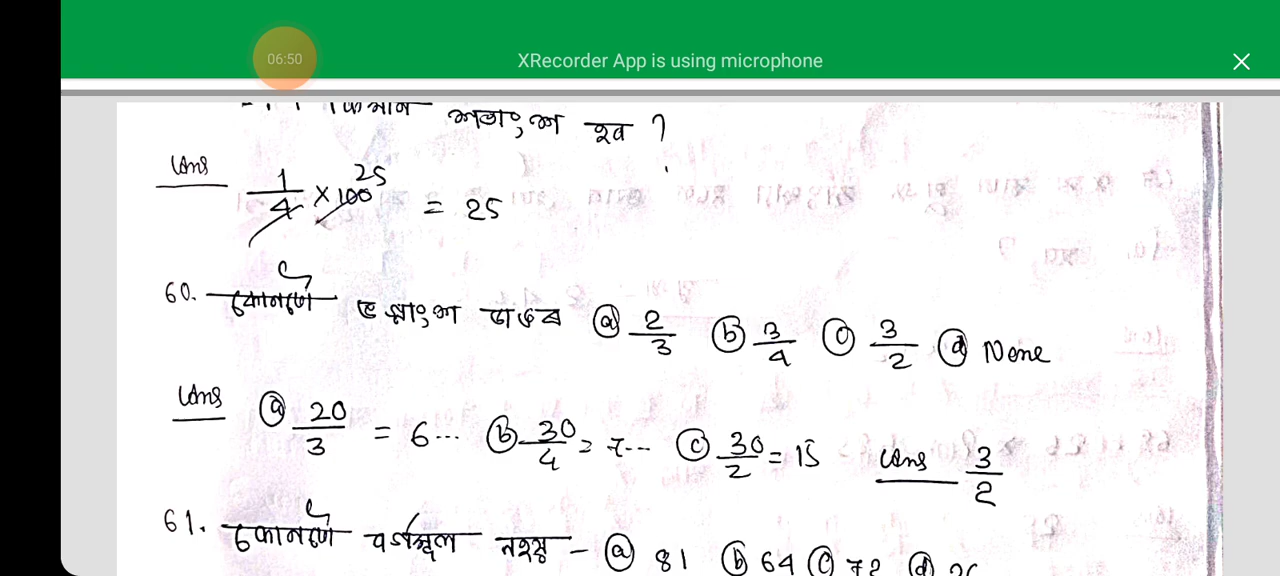 06:50 XRecorder App is using microphone
অভাংশ হব ?
Ans 1/4 × 100 25 = 25
60. কোনটো ভগ্নাংশ ডাঙৰ (a) 2/3 (b) 3/4 (c) 3/2 (d) None
Ans (a) 20/3 = 6... (b) 30/4 = 7... (c) 30/2 = 15 Ans 3/2
61. কোনটো নহয় – (a) 81 (b) 64 (c) (d)